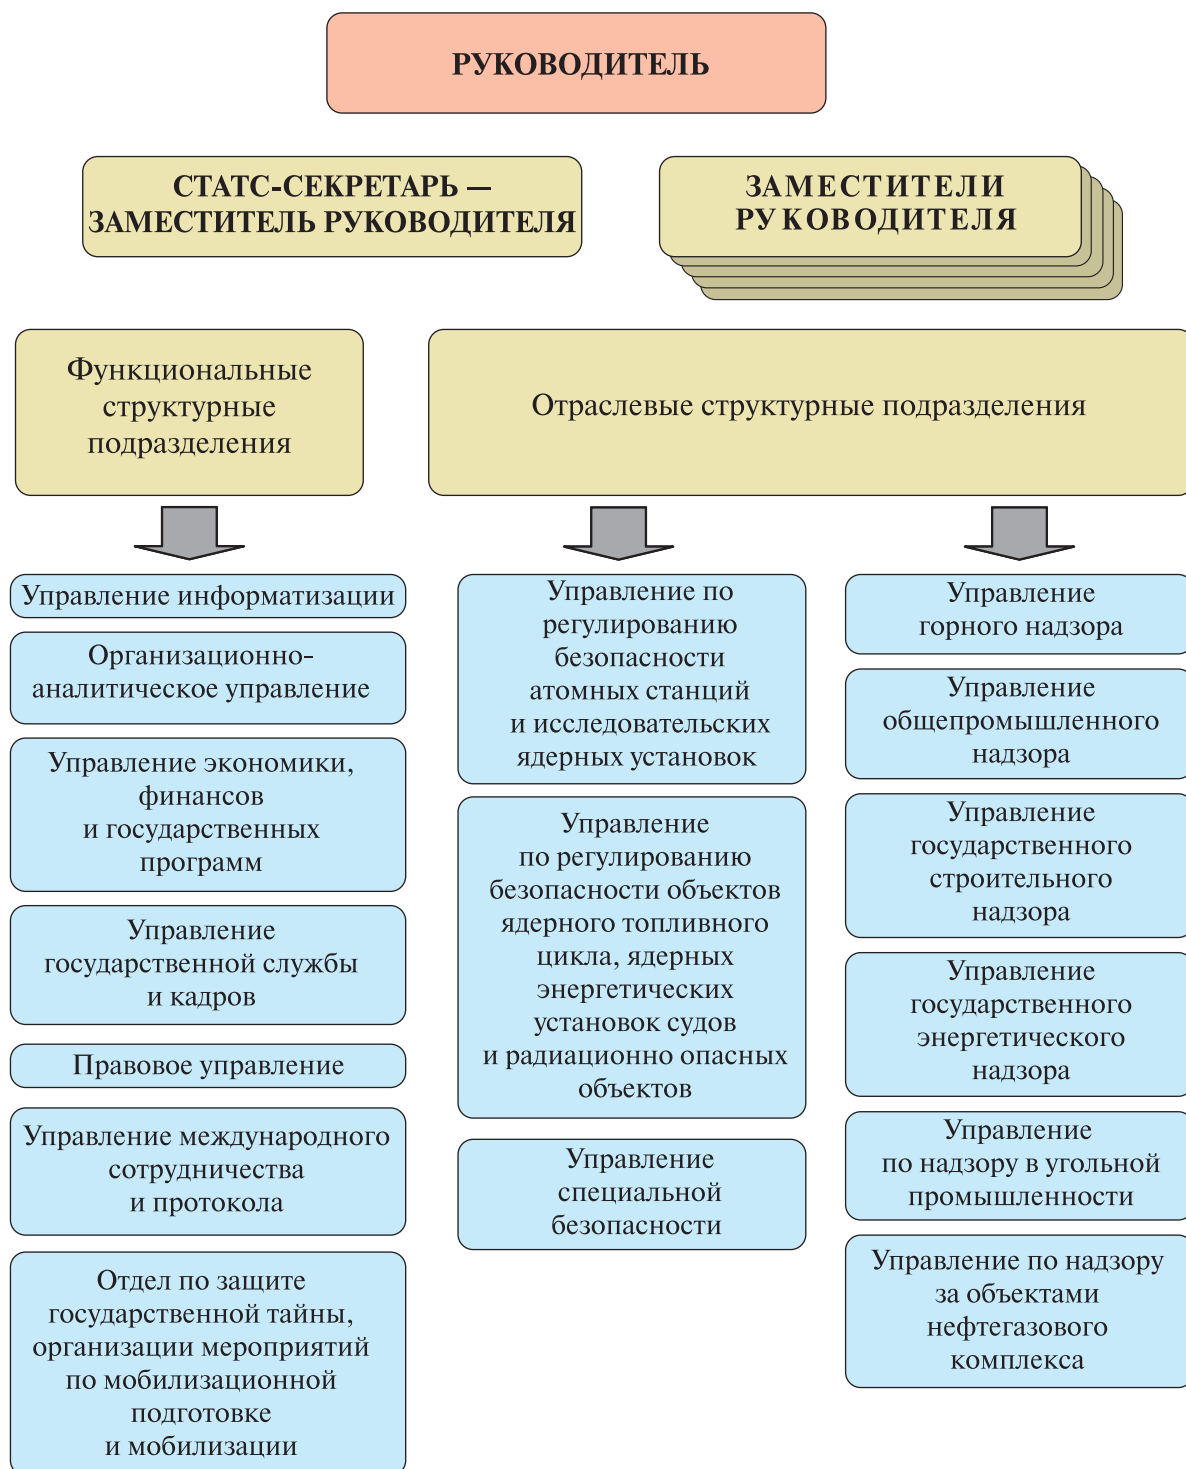 РУКОВОДИТЕЛЬ
СТАТС-СЕКРЕТАРЬ —
ЗАМЕСТИТЕЛЬ РУКОВОДИТЕЛЯ
ЗАМЕСТИТЕЛИ
РУКОВОДИТЕЛЯ
Функциональные
структурные
подразделения
Отраслевые структурные подразделения
Управление информатизации
Организационно-
аналитическое управление
Управление экономики,
финансов
и государственных
программ
Управление
государственной службы
и кадров
Правовое управление
Управление международного
сотрудничества
и протокола
Отдел по защите
государственной тайны,
организации мероприятий
по мобилизационной
подготовке
и мобилизации
Управление по
регулированию
безопасности
атомных станций
и исследовательских
ядерных установок
Управление
по регулированию
безопасности объектов
ядерного топливного
цикла, ядерных
энергетических
установок судов
и радиационно опасных
объектов
Управление
специальной
безопасности
Управление
горного надзора
Управление
общепромышленного
надзора
Управление
государственного
строительного
надзора
Управление
государственного
энергетического
надзора
Управление
по надзору в угольной
промышленности
Управление по надзору
за объектами
нефтегазового
комплекса